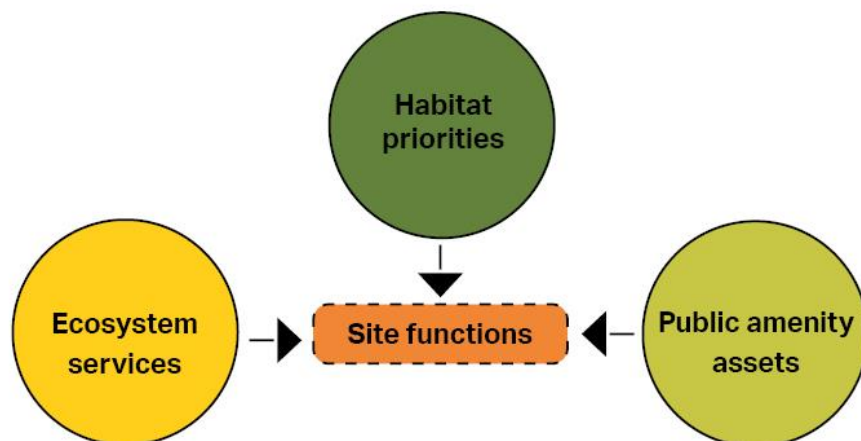 Habitat
priorities
Ecosystem
services
Site functions
Public amenity
assets